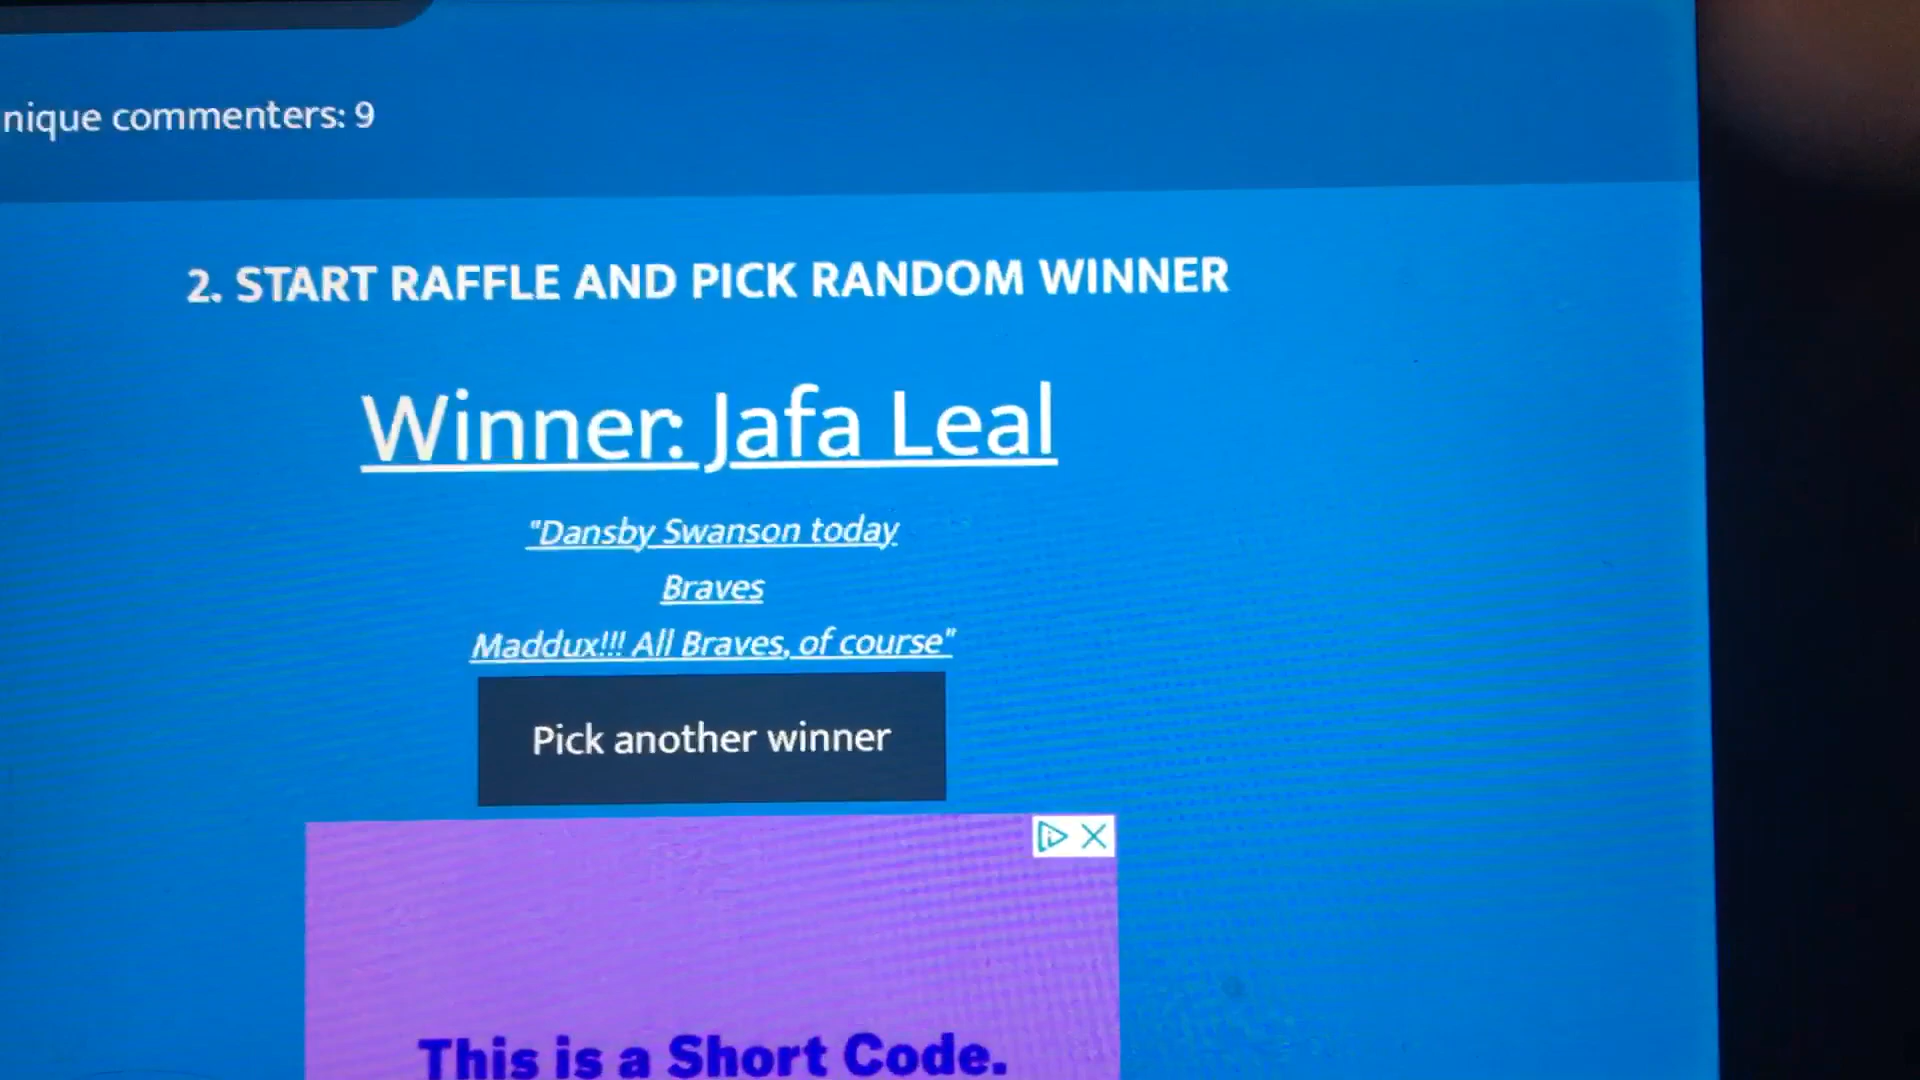 nique commenters: 9
2. START RAFFLE AND PICK RANDOM WINNER
Winner: Jafa Leal
"Dansby Swanson today
Braves
Maddux!!! All Braves, of course"
Pick another winner
This is a Short Code.